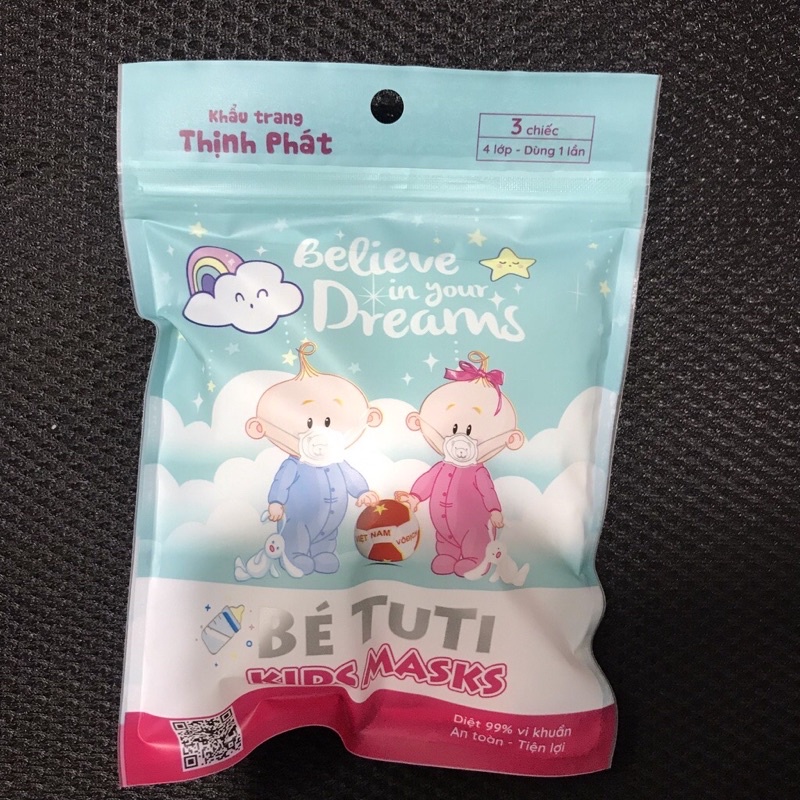 Khẩu trang
Thịnh Phát
3 chiếc
4 lớp - Dùng 1 lần
Believe
in your
Dreams
VIỆT NAM
BÉ TUTI
KIDS MASKS
Diệt 99% vi khuẩn
An toàn - Tiện lợi